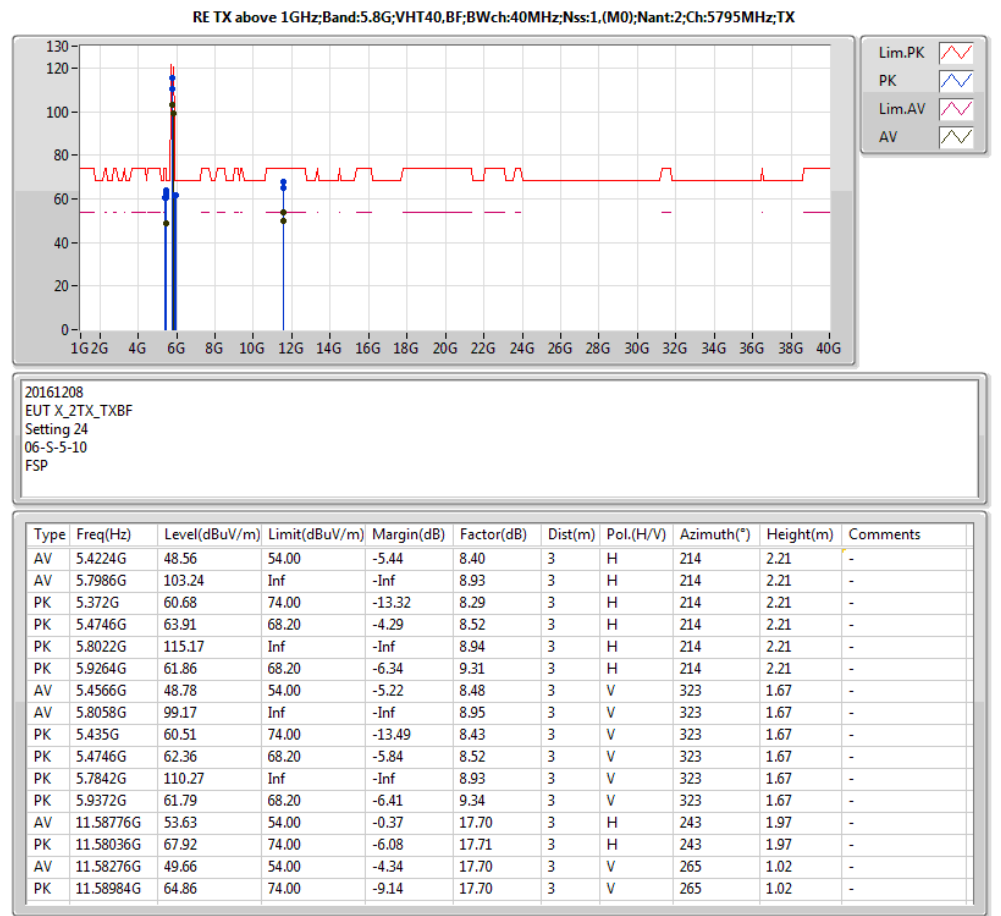 RE TX above 1GHz;Band:5.8G;VHT40,BF;BWch:40MHz;Nss:1,(M0);Nant:2;Ch:5795MHz;TX
130
120
100
80
60
40
20
0
1G 2G 4G 6G 8G 10G 12G 14G 16G 18G 20G 22G 24G 26G 28G 30G 32G 34G 36G 38G 40G
Lim.PK
PK
Lim.AV
AV
20161208
EUT X_2TX_TXBF
Setting 24
06-S-5-10
FSP
Type Freq(Hz) Level(dBuV/m) Limit(dBuV/m) Margin(dB) Factor(dB) Dist(m) Pol.(H/V) Azimuth(°) Height(m) Comments
AV 5.4224G 48.56 54.00 -5.44 8.40 3 H 214 2.21 -
AV 5.7986G 103.24 Inf -Inf 8.93 3 H 214 2.21 -
PK 5.372G 60.68 74.00 -13.32 8.29 3 H 214 2.21 -
PK 5.4746G 63.91 68.20 -4.29 8.52 3 H 214 2.21 -
PK 5.8022G 115.17 Inf -Inf 8.94 3 H 214 2.21 -
PK 5.9264G 61.86 68.20 -6.34 9.31 3 H 214 2.21 -
AV 5.4566G 48.78 54.00 -5.22 8.48 3 V 323 1.67 -
AV 5.8058G 99.17 Inf -Inf 8.95 3 V 323 1.67 -
PK 5.435G 60.51 74.00 -13.49 8.43 3 V 323 1.67 -
PK 5.4746G 62.36 68.20 -5.84 8.52 3 V 323 1.67 -
PK 5.7842G 110.27 Inf -Inf 8.93 3 V 323 1.67 -
PK 5.9372G 61.79 68.20 -6.41 9.34 3 V 323 1.67 -
AV 11.58776G 53.63 54.00 -0.37 17.70 3 H 243 1.97 -
PK 11.58036G 67.92 74.00 -6.08 17.71 3 H 243 1.97 -
AV 11.58276G 49.66 54.00 -4.34 17.70 3 V 265 1.02 -
PK 11.58984G 64.86 74.00 -9.14 17.70 3 V 265 1.02 -